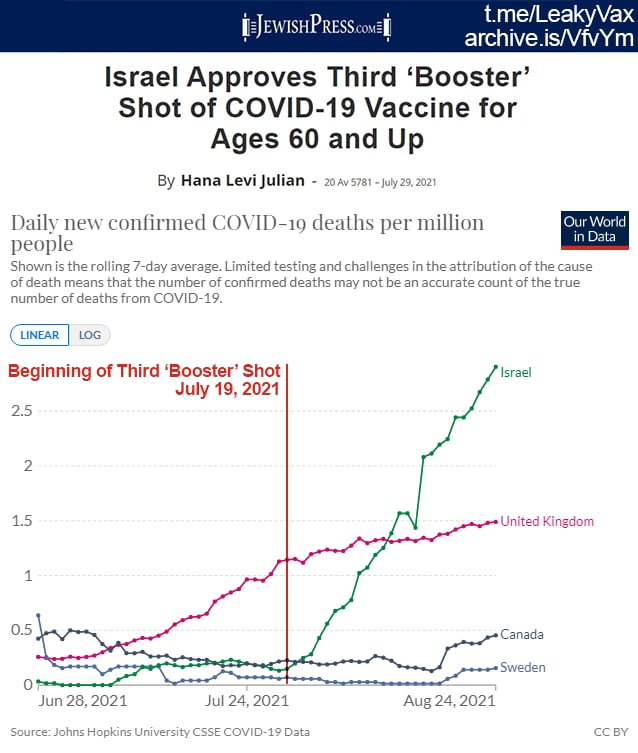 JEWISHPRESS.COM
t.me/LeakyVax
archive.is/VfvYm
Israel Approves Third ‘Booster’
Shot of COVID-19 Vaccine for
Ages 60 and Up
By Hana Levi Julian - 20 Av 5781 – July 29, 2021
Daily new confirmed COVID-19 deaths per million
people
Our World
in Data
Shown is the rolling 7-day average. Limited testing and challenges in the attribution of the cause
of death means that the number of confirmed deaths may not be an accurate count of the true
number of deaths from COVID-19.
LINEAR LOG
Beginning of Third ‘Booster’ Shot
July 19, 2021
Israel
2.5
2
1.5
United Kingdom
1
0.5
Canada
Sweden
0
Jun 28, 2021 Jul 24, 2021 Aug 24, 2021
Source: Johns Hopkins University CSSE COVID-19 Data CC BY